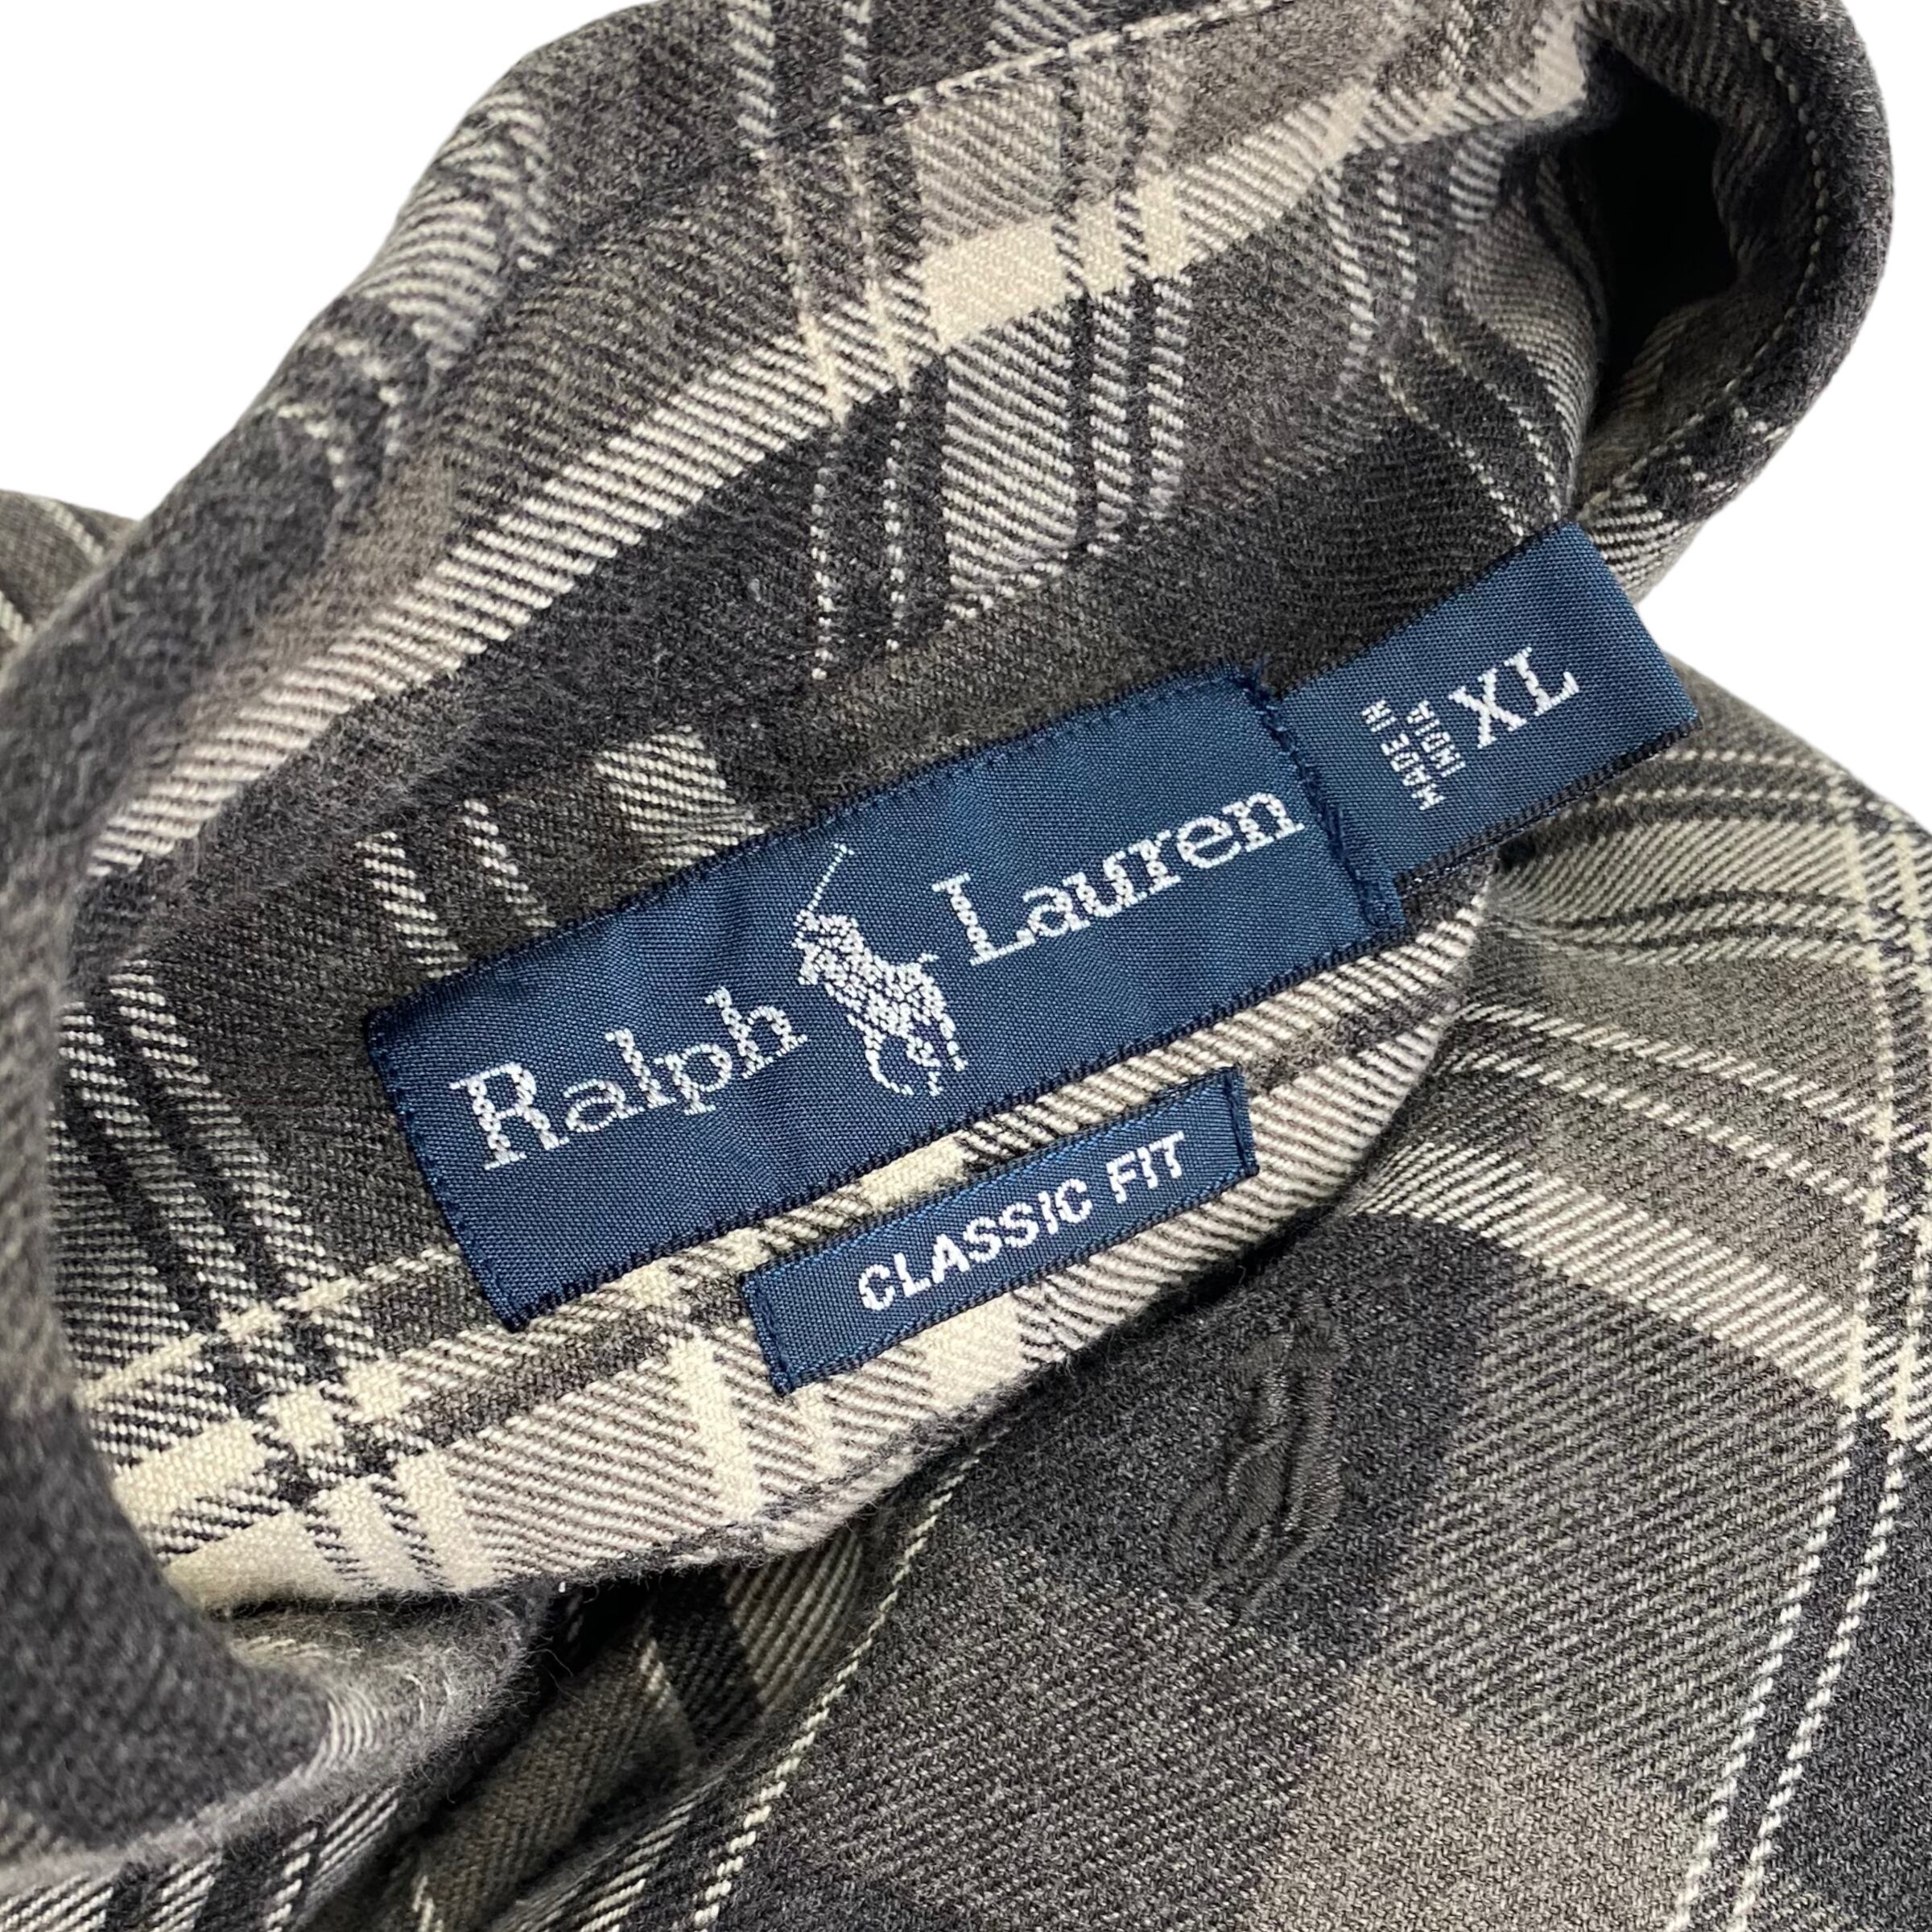 Ralph Lauren
MADE IN
INDIA
XL
CLASSIC FIT